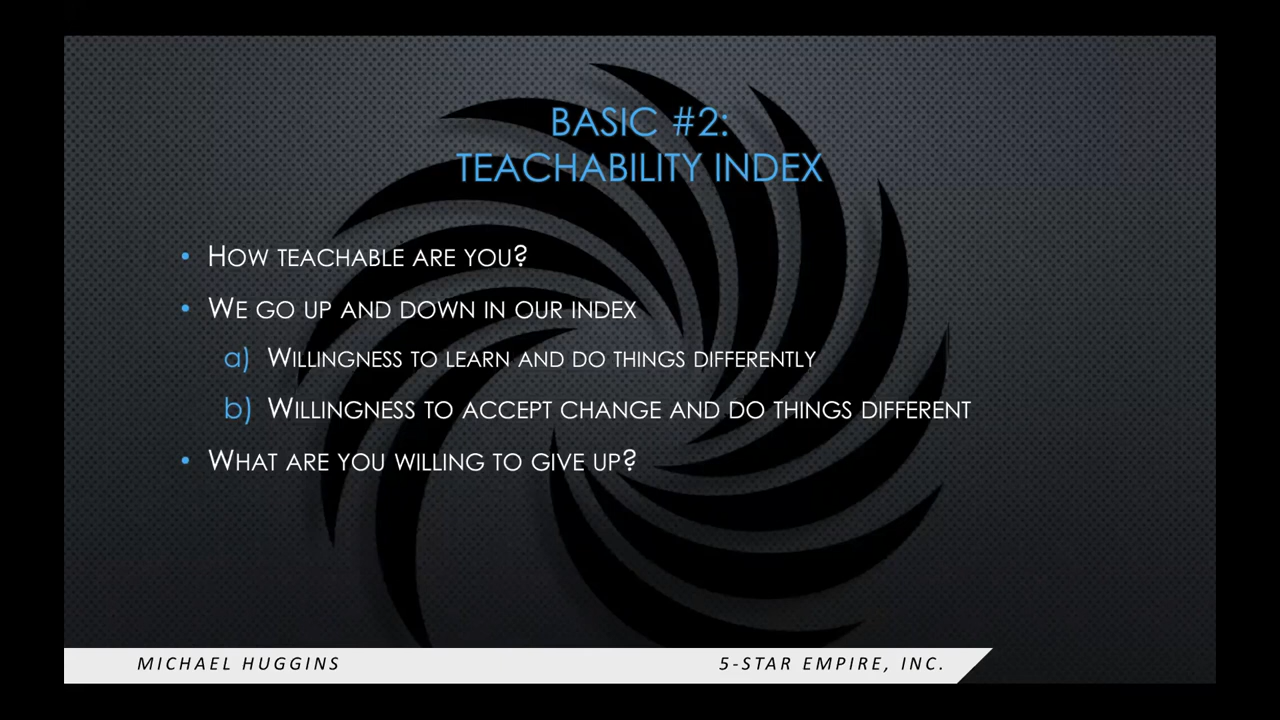 BASIC #2:
TEACHABILITY INDEX
• HOW TEACHABLE ARE YOU?
• WE GO UP AND DOWN IN OUR INDEX
a) WILLINGNESS TO LEARN AND DO THINGS DIFFERENTLY
b) WILLINGNESS TO ACCEPT CHANGE AND DO THINGS DIFFERENT
• WHAT ARE YOU WILLING TO GIVE UP?
MICHAEL HUGGINS
5-STAR EMPIRE, INC.